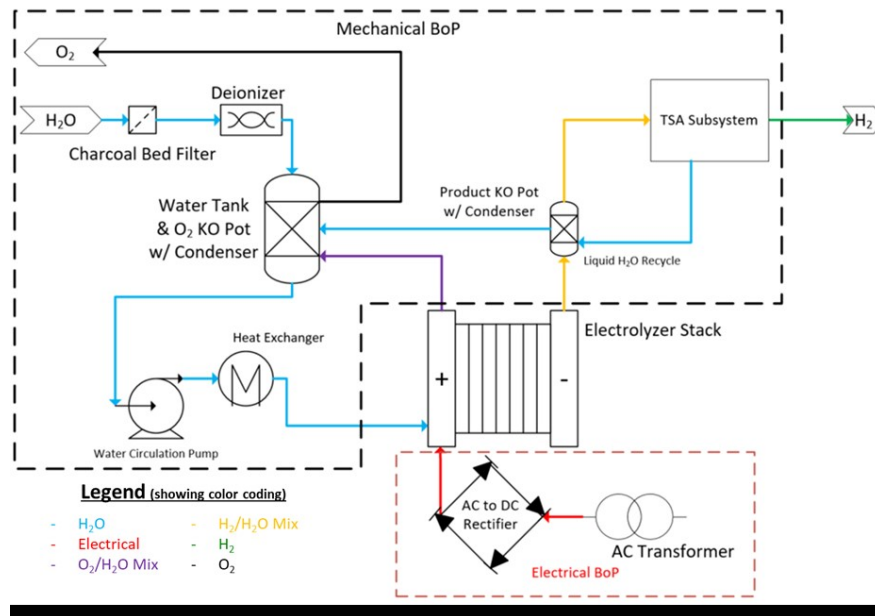 Mechanical BoP
O₂
Deionizer
H₂O
Charcoal Bed Filter
TSA Subsystem
H₂
Water Tank
& O₂ KO Pot
w/ Condenser
Product KO Pot
w/ Condenser
Liquid H₂O Recycle
Heat Exchanger
Electrolyzer Stack
+
-
Water Circulation Pump
AC to DC
Rectifier
AC Transformer
Electrical BoP
Legend (showing color coding)
- H₂O
- Electrical
- O₂/H₂O Mix
- H₂/H₂O Mix
- H₂
- O₂